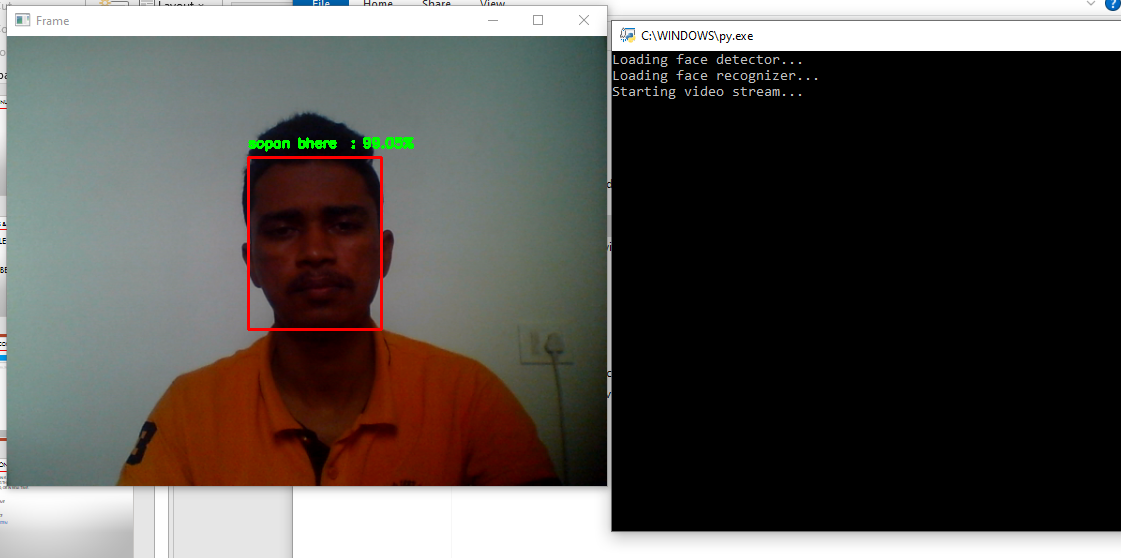 File
Home
Share
View
Layout
Frame
C:\WINDOWS\py.exe
Loading face detector...
Loading face recognizer...
Starting video stream...
sopan bhere : 99.05%